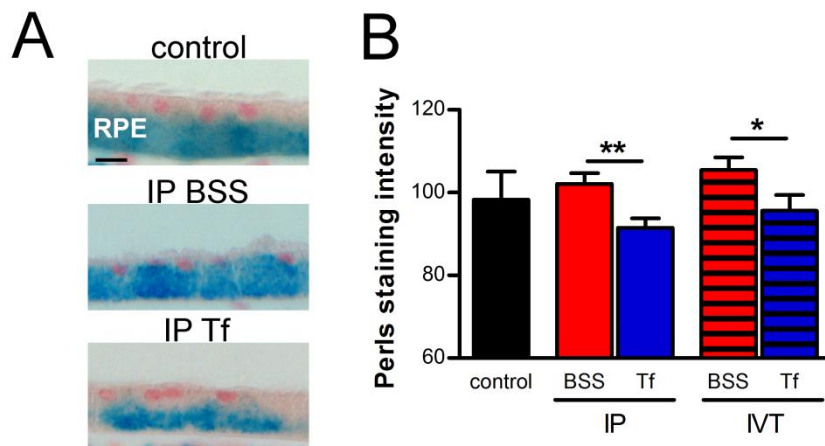 A
control
RPE
IP BSS
IP Tf
B
Perls staining intensity
120
100
80
60
**
*
control BSS Tf BSS Tf
IP IVT